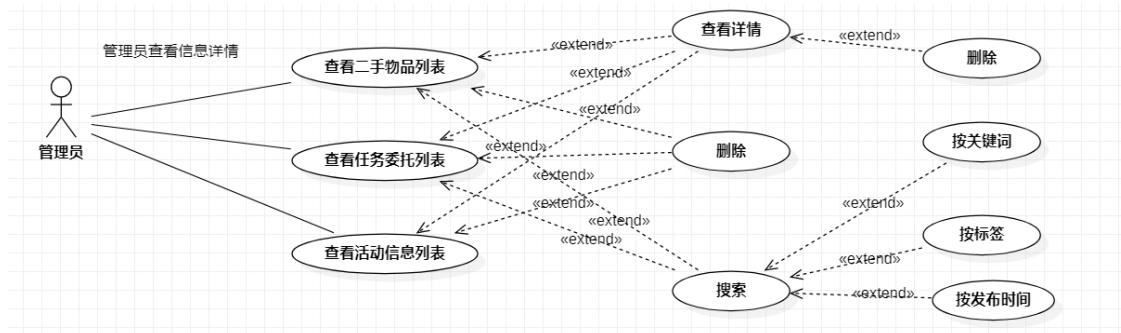 管理员查看信息详情
管理员
查看二手物品列表
查看任务委托列表
查看活动信息列表
查看详情
删除
搜索
删除
按关键词
按标签
按发布时间
«extend»
«extend»
«extend»
«extend»
«extend»
«extend»
«extend»
«extend»
«extend»
«extend»
«extend»
«extend»